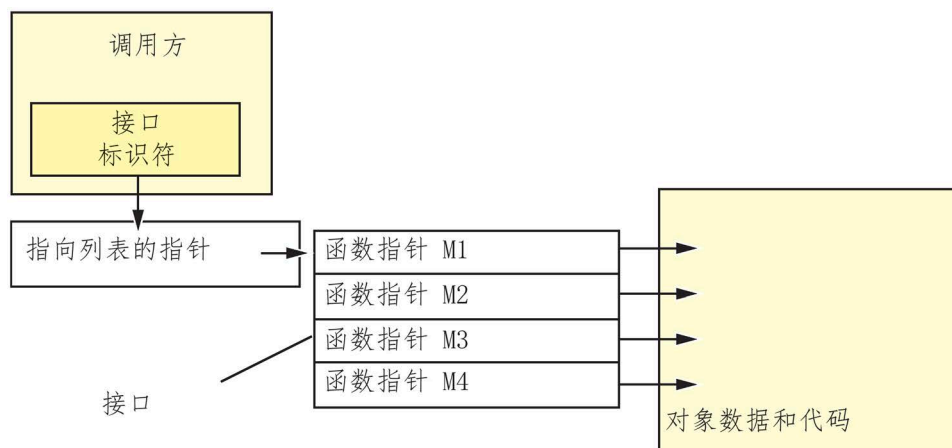 调用方
接口
标识符
指向列表的指针
函数指针 M1
函数指针 M2
函数指针 M3
函数指针 M4
接口
对象数据和代码